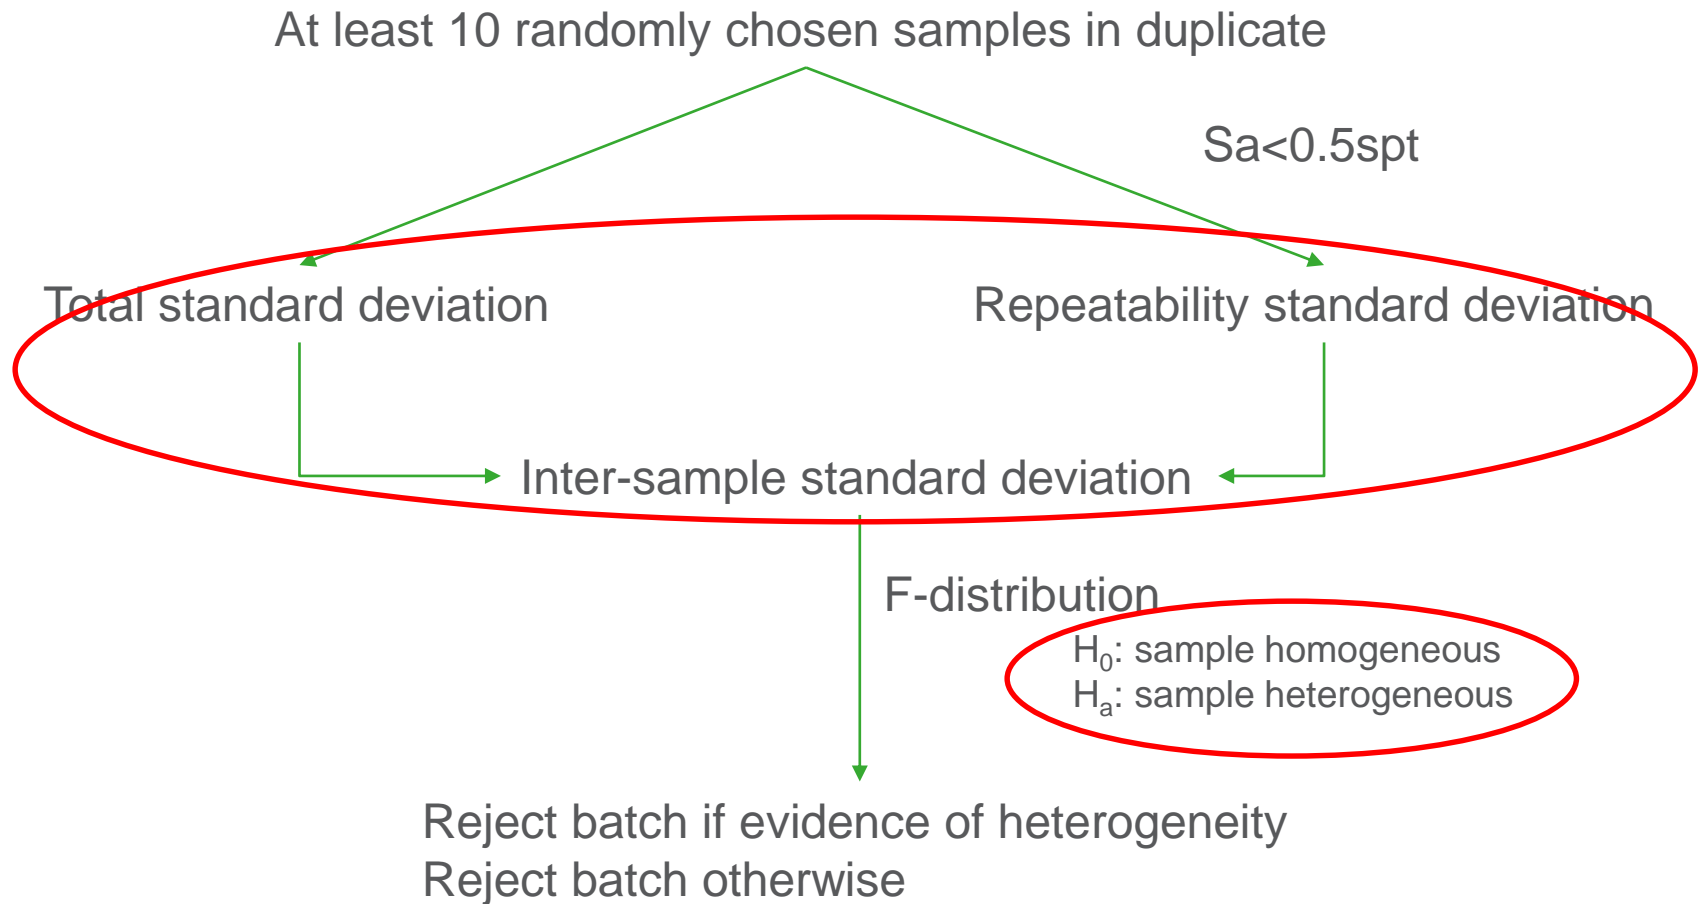 At least 10 randomly chosen samples in duplicate
Sa<0.5spt
Total standard deviation
Repeatability standard deviation
Inter-sample standard deviation
F-distribution
H₀: sample homogeneous
Hₐ: sample heterogeneous
Reject batch if evidence of heterogeneity
Reject batch otherwise